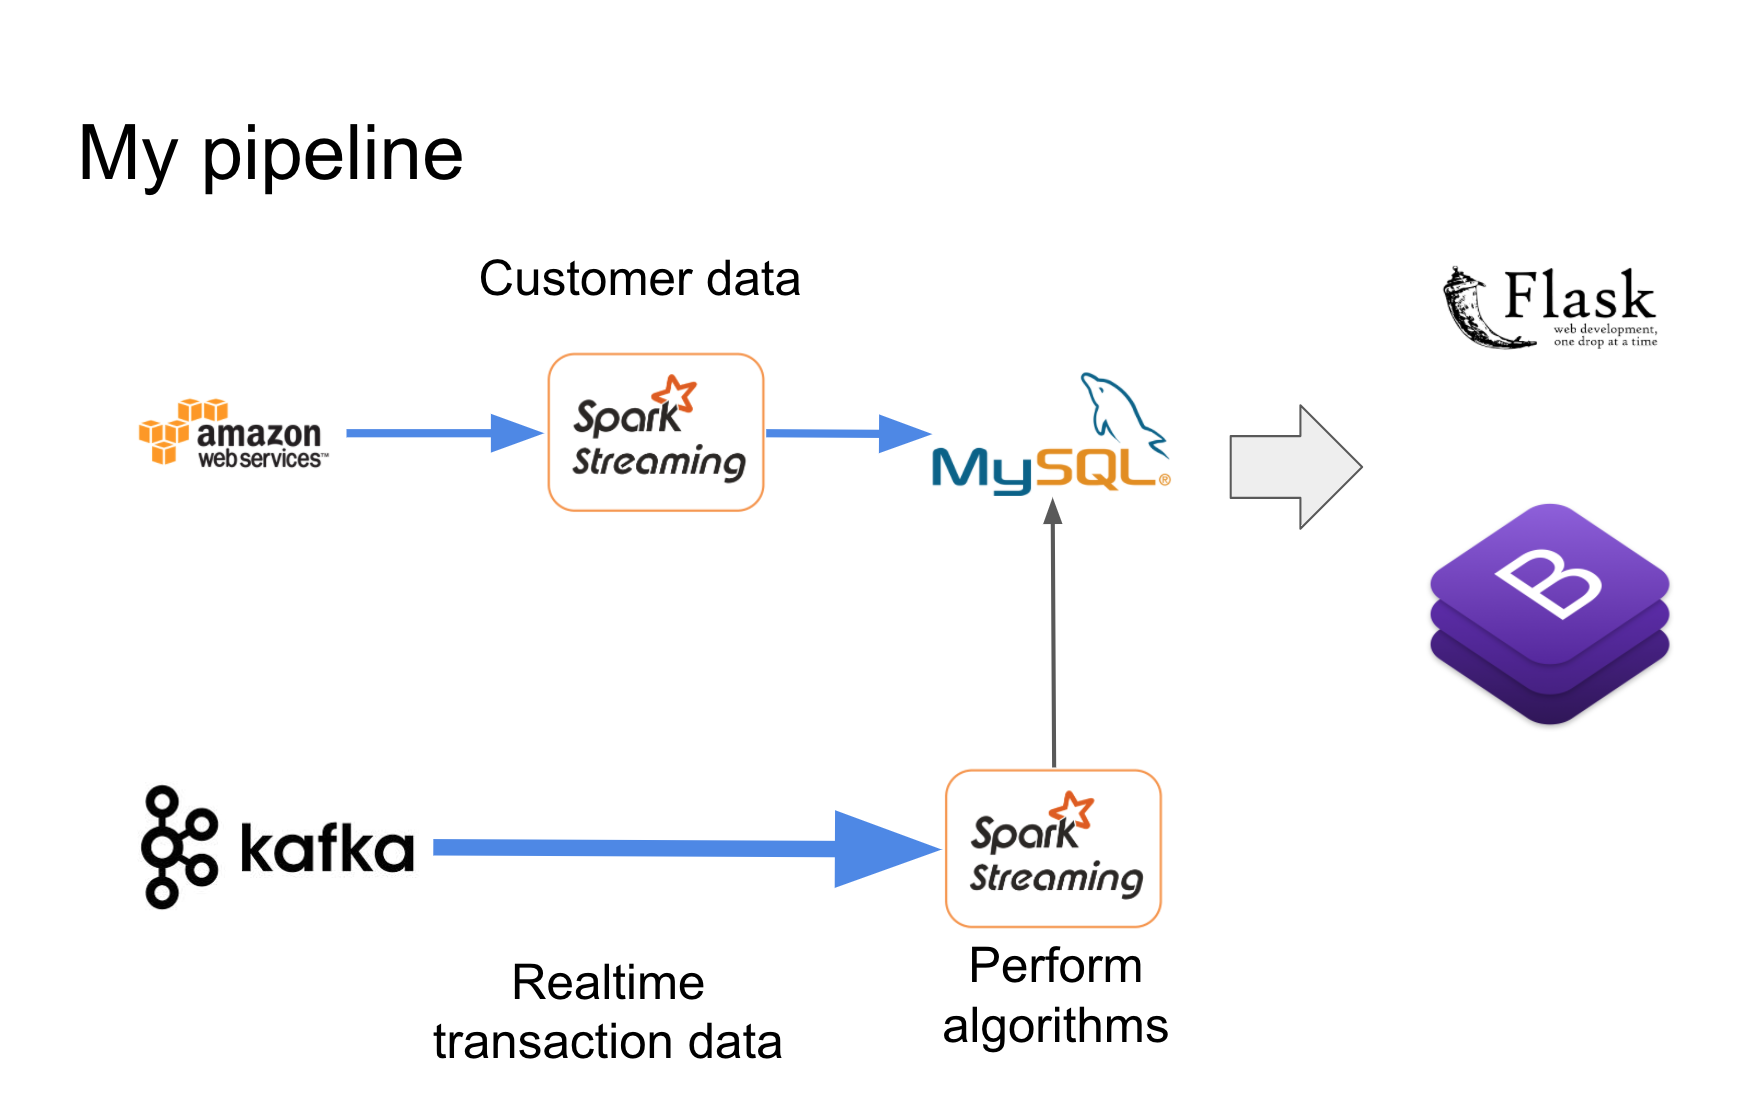 My pipeline
Customer data
Flask
web development,
one drop at a time
amazon
web services™
Spark
Streaming
MySQL®
B
kafka
Spark
Streaming
Realtime
transaction data
Perform
algorithms